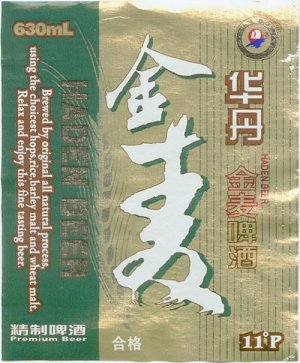 630mL
HADEN BEER
Brewed by original all natural process,
using the choicest hops,rice,barley malt and wheat malt.
Relax and enjoy this fine tasting beer.
精制啤酒
Premium Beer
金麦
合格
华丹
HADEN BEER
金麦啤酒
11°P